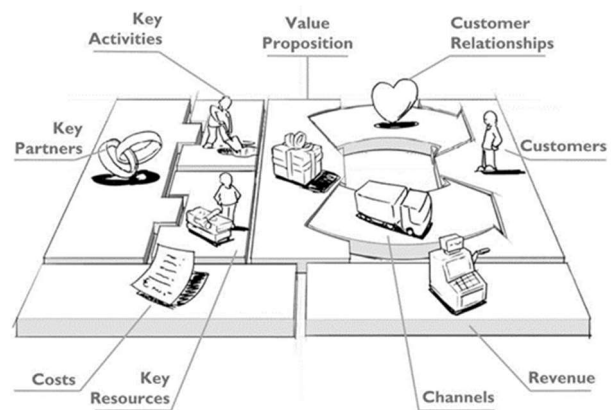 Key
Activities
Value
Proposition
Customer
Relationships
Key
Partners
Customers
Costs
Key
Resources
Channels
Revenue